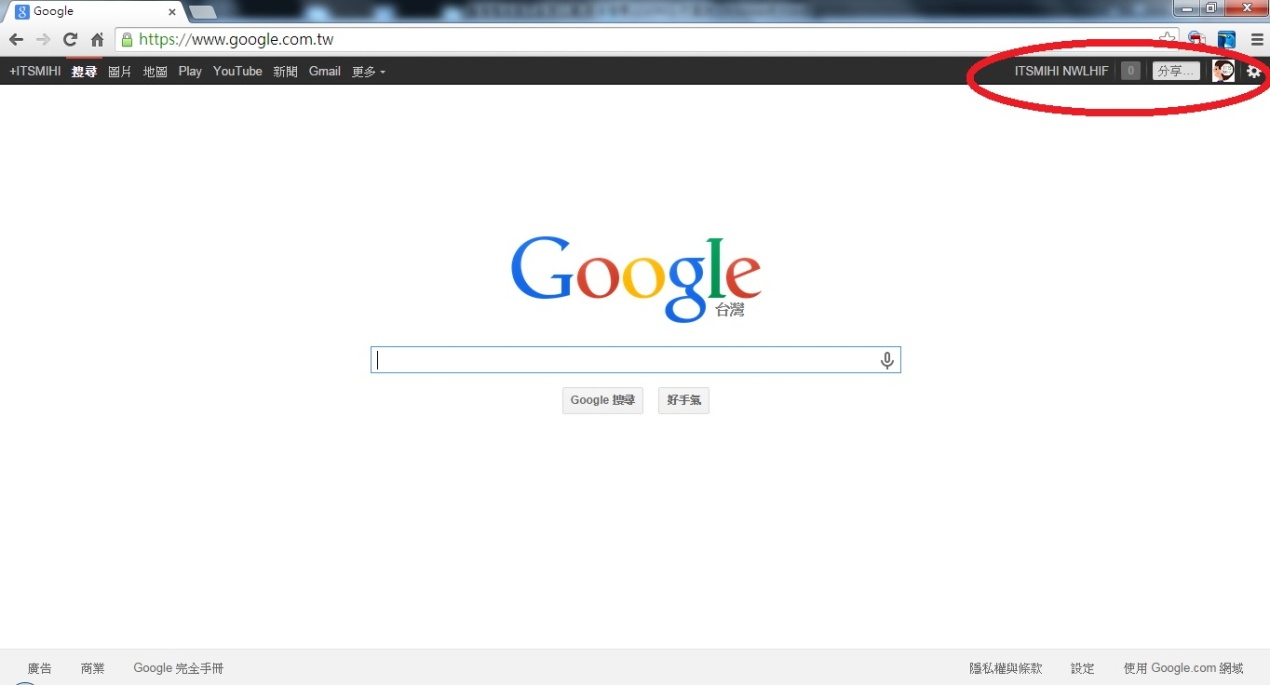 Google
https://www.google.com.tw
+ITSMIHI 搜尋 圖片 地圖 Play YouTube 新聞 Gmail 更多 ITSMIHI NWLHIF 0 分享...
Google
台灣
Google 搜尋 好手氣
廣告 商業 Google 完全手冊 隱私權與條款 設定 使用 Google.com 網域